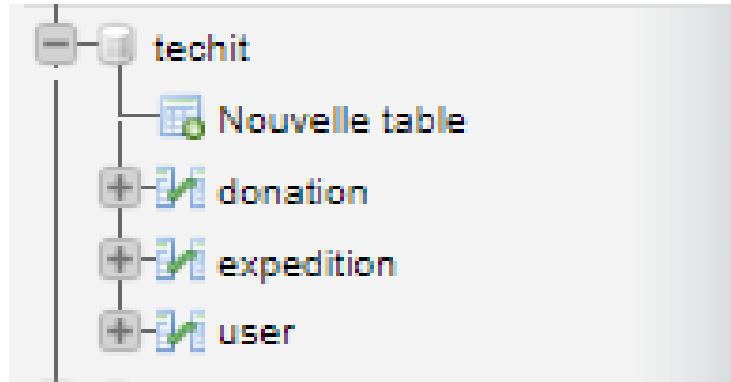 techit
Nouvelle table
donation
expedition
user